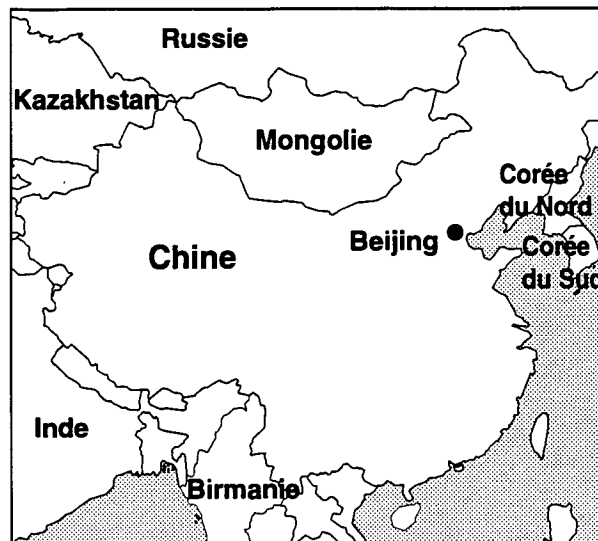 Russie
Kazakhstan
Mongolie
Corée
du Nord
Beijing
Corée
du Sud
Chine
Inde
Birmanie